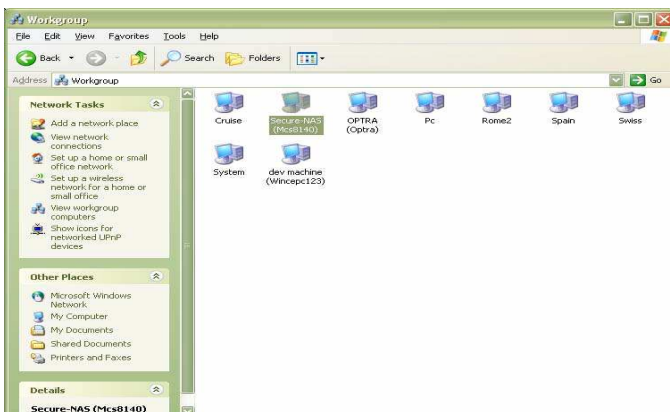 Workgroup
File Edit View Favorites Tools Help
Back Search Folders
Address Workgroup Go
Network Tasks
Add a network place
View network
connections
Set up a home or small
office network
Set up a wireless
network for a home or
small office
View workgroup
computers
Show icons for
networked UPnP
devices
Other Places
Microsoft Windows
Network
My Computer
My Documents
Shared Documents
Printers and Faxes
Details
Secure-NAS (Mcs8140)
Cruise
Secure-NAS
(Mcs8140)
OPTRA
(Optra)
Pc
Rome2
Spain
Swiss
System
dev machine
(Wincepc123)